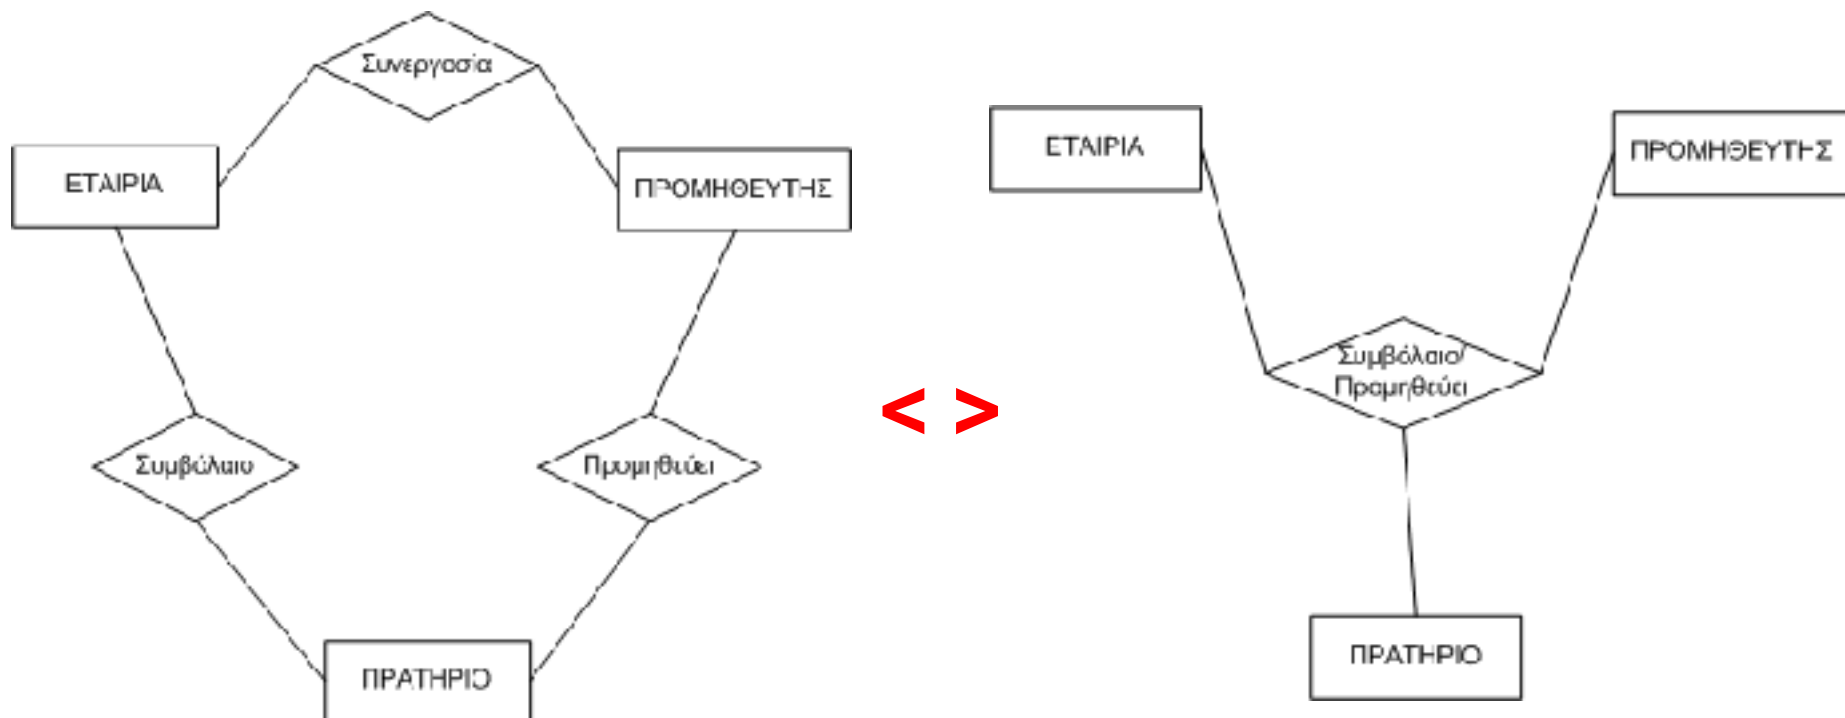 Συνεργασία
ΕΤΑΙΡΙΑ
ΠΡΟΜΗΘΕΥΤΗΣ
Συμβόλαιο
Προμηθεύει
ΠΡΑΤΗΡΙΟ
< >
ΕΤΑΙΡΙΑ
ΠΡΟΜΗΘΕΥΤΗΣ
Συμβόλαιο/
Προμηθεύει
ΠΡΑΤΗΡΙΟ